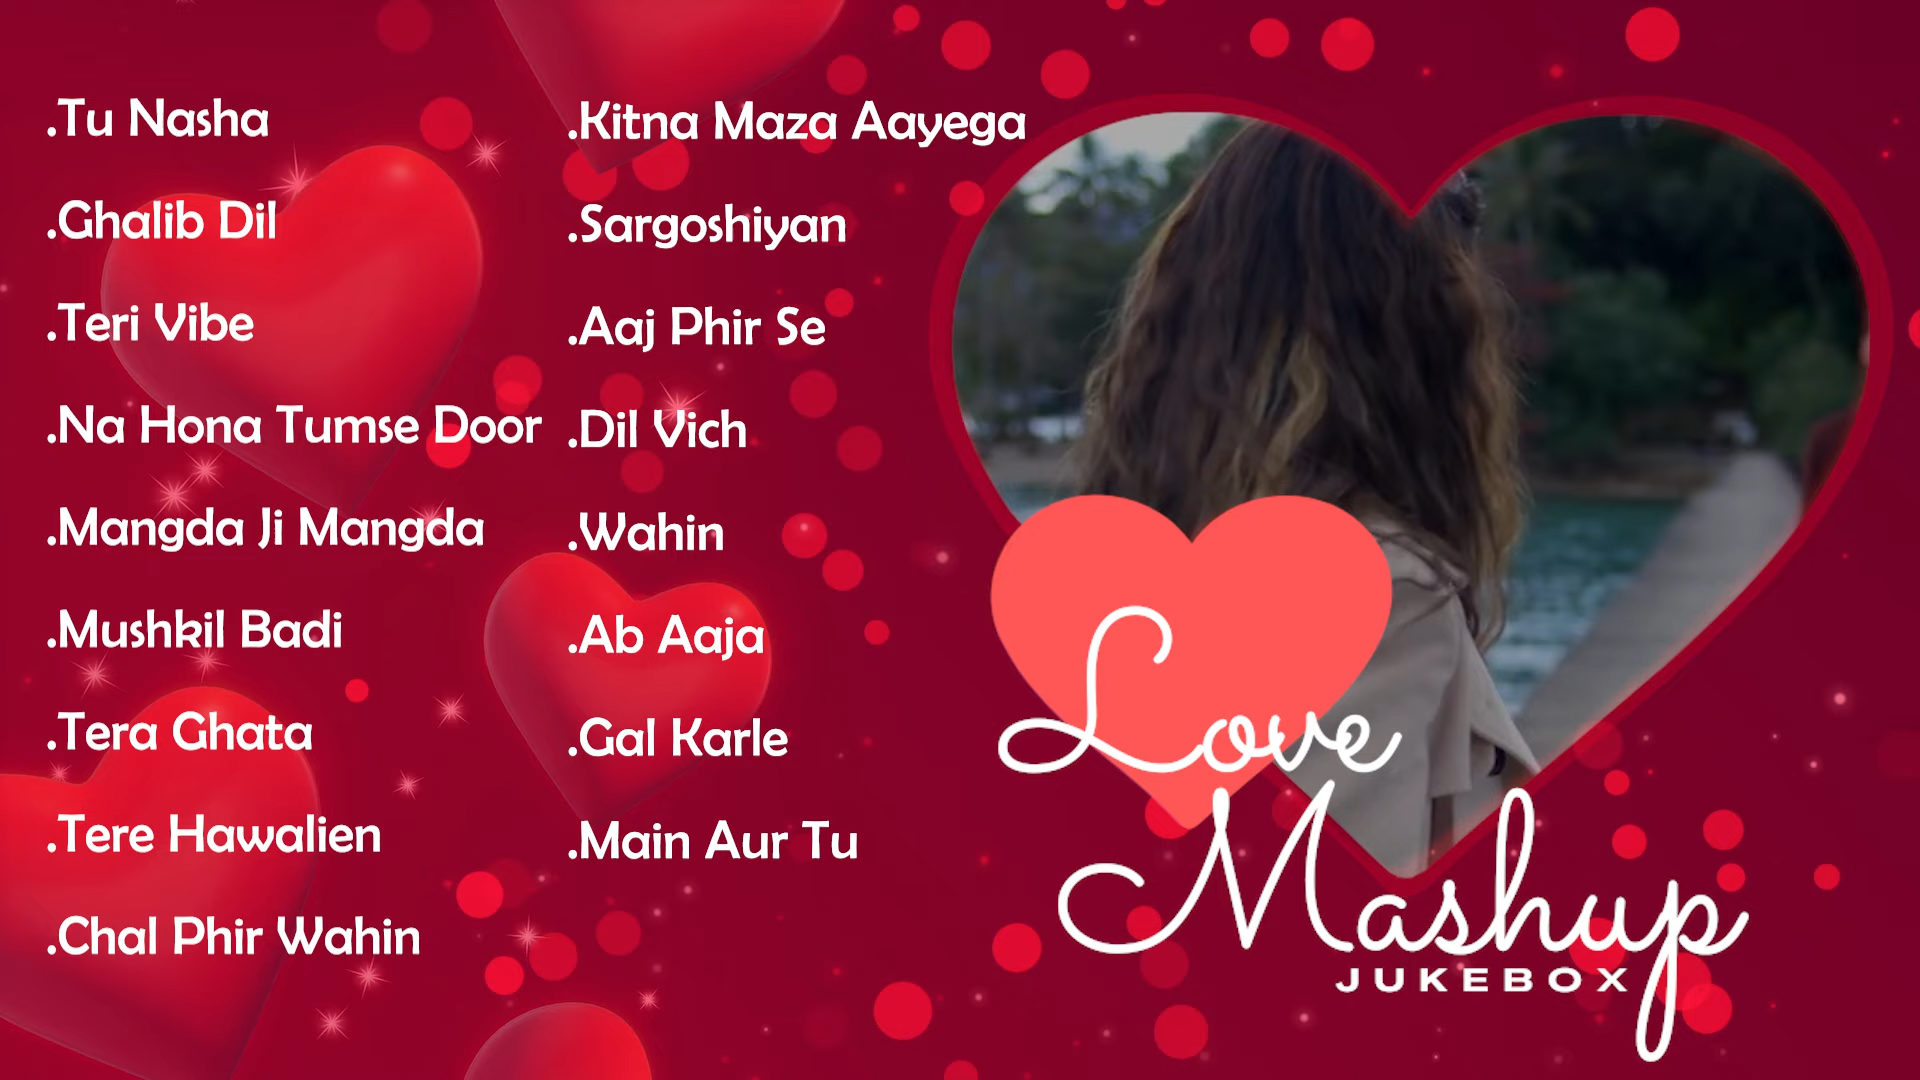 .Tu Nasha
.Ghalib Dil
.Teri Vibe
.Na Hona Tumse Door
.Mangda Ji Mangda
.Mushkil Badi
.Tera Ghata
.Tere Hawalien
.Chal Phir Wahin
.Kitna Maza Aayega
.Sargoshiyan
.Aaj Phir Se
.Dil Vich
.Wahin
.Ab Aaja
.Gal Karle
.Main Aur Tu
Love
Mashup
JUKEBOX